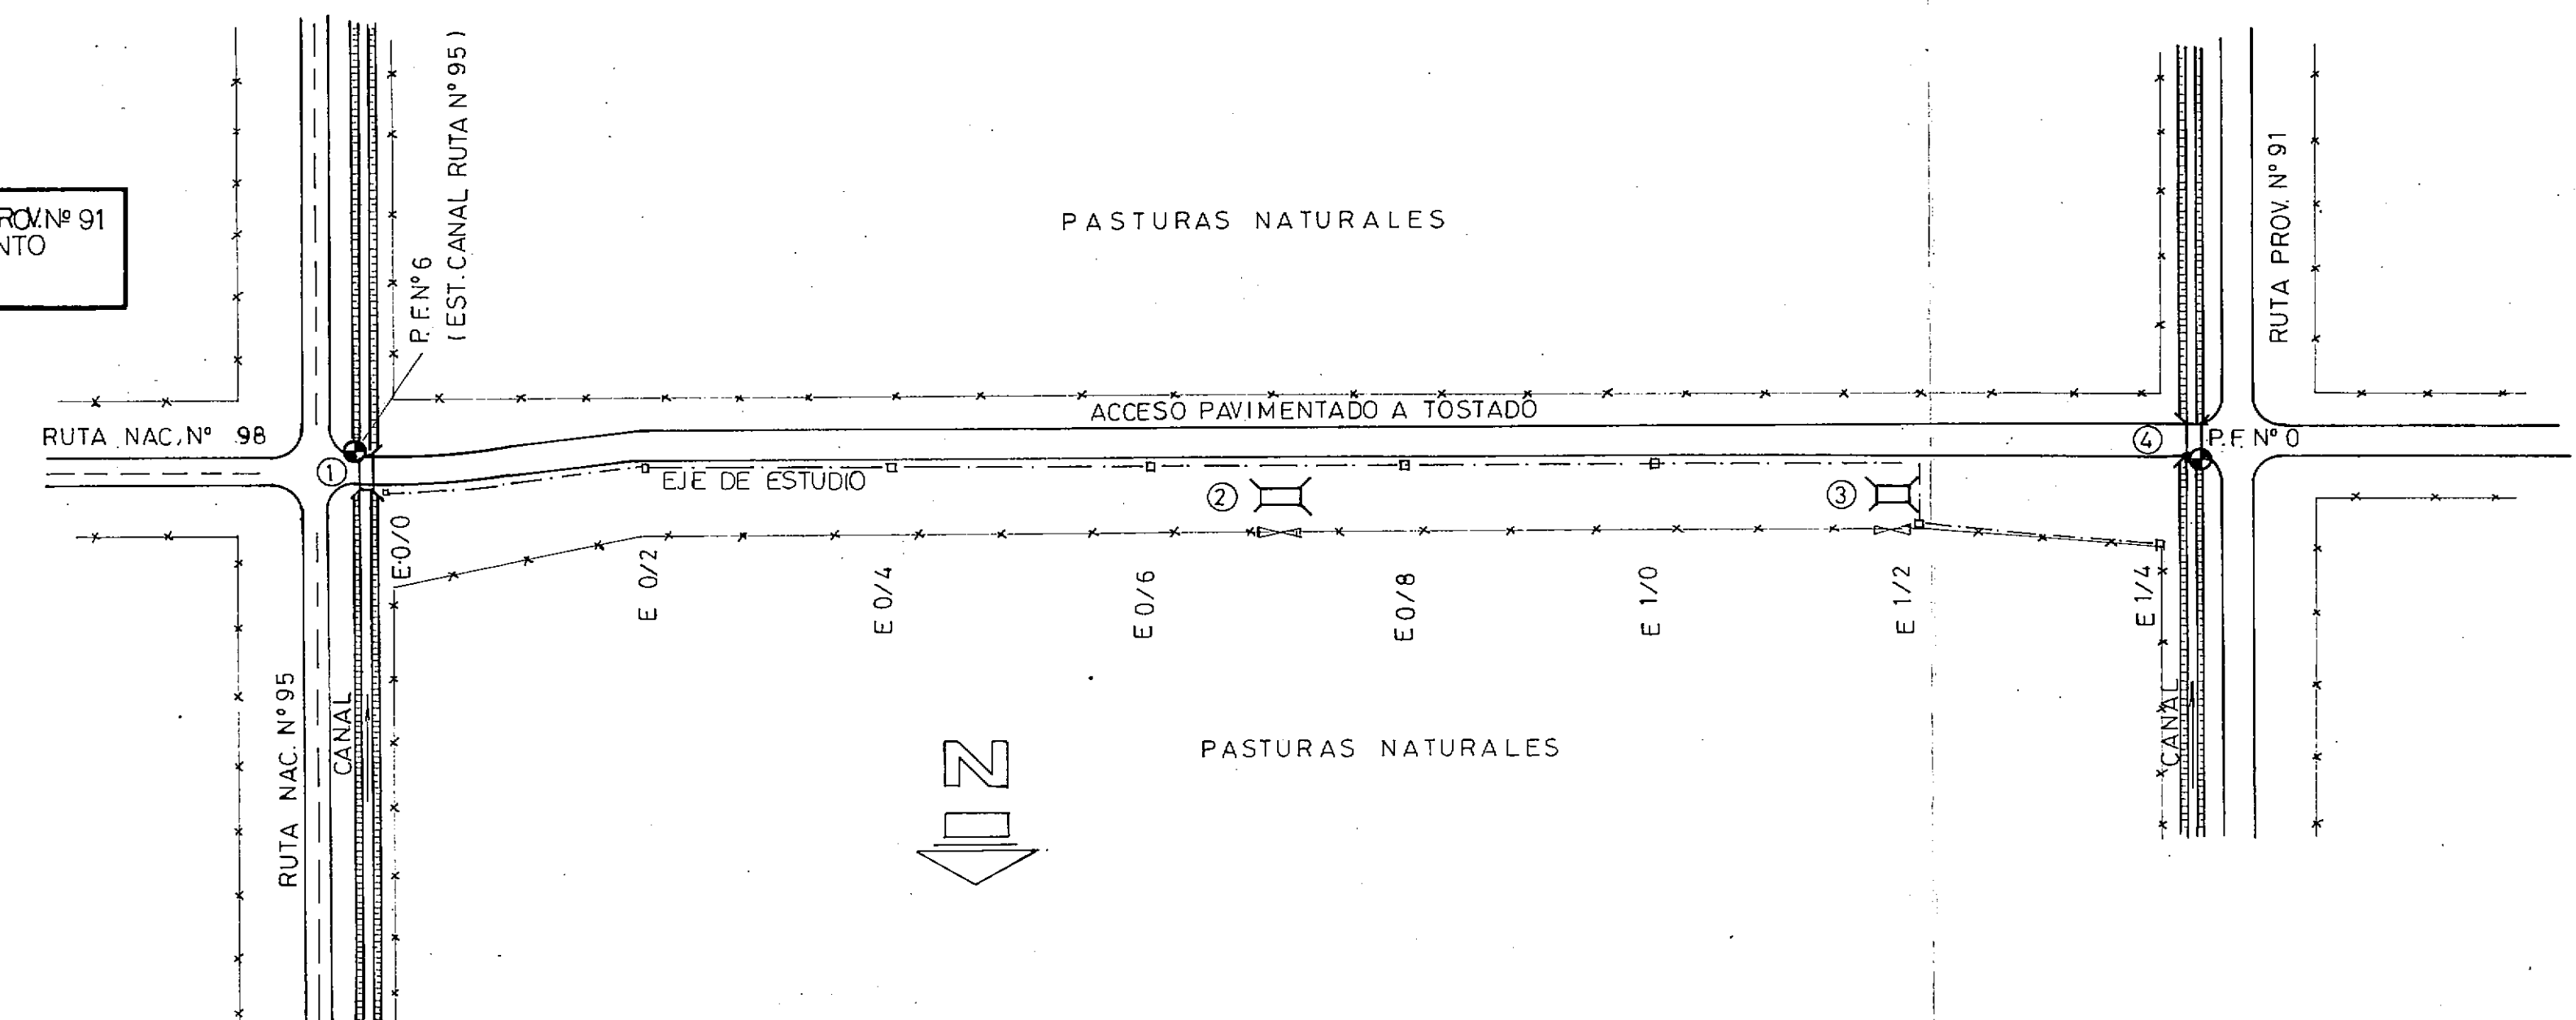 ROV. Nº 91
NTO
P.F. Nº 6
(EST. CANAL RUTA Nº 95)
PASTURAS NATURALES
RUTA PROV. Nº 91
ACCESO PAVIMENTADO A TOSTADO
RUTA NAC. Nº 98
1
EJE DE ESTUDIO
2
3
4
P.F. Nº 0
E 0/0
E 0/2
E 0/4
E 0/6
E 0/8
E 1/0
E 1/2
E 1/4
RUTA NAC. Nº 95
CANAL
N
PASTURAS NATURALES
CANAL